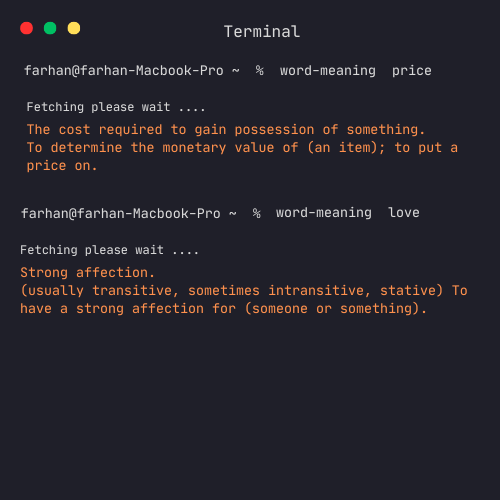 Terminal
farhan@farhan-Macbook-Pro ~ % word-meaning price
Fetching please wait ....
The cost required to gain possession of something.
To determine the monetary value of (an item); to put a
price on.
farhan@farhan-Macbook-Pro ~ % word-meaning love
Fetching please wait ....
Strong affection.
(usually transitive, sometimes intransitive, stative) To
have a strong affection for (someone or something).